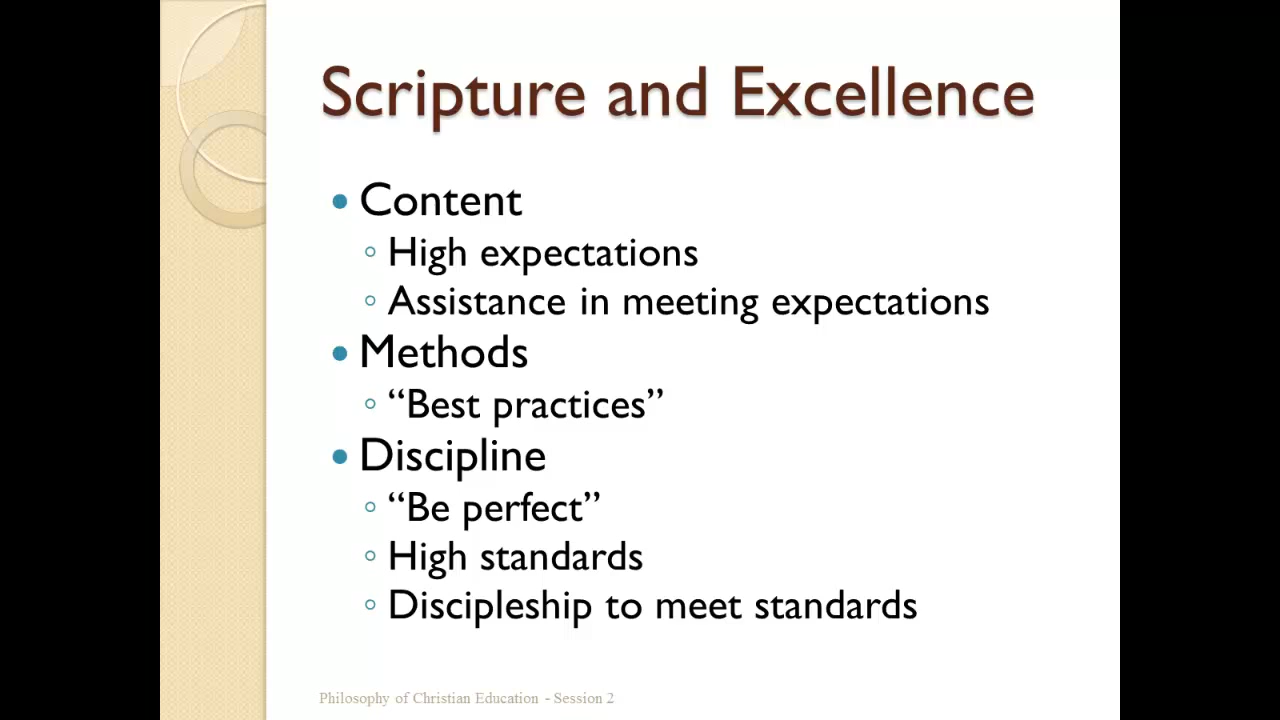 Scripture and Excellence
• Content
◦ High expectations
◦ Assistance in meeting expectations
• Methods
◦ “Best practices”
• Discipline
◦ “Be perfect”
◦ High standards
◦ Discipleship to meet standards
Philosophy of Christian Education - Session 2